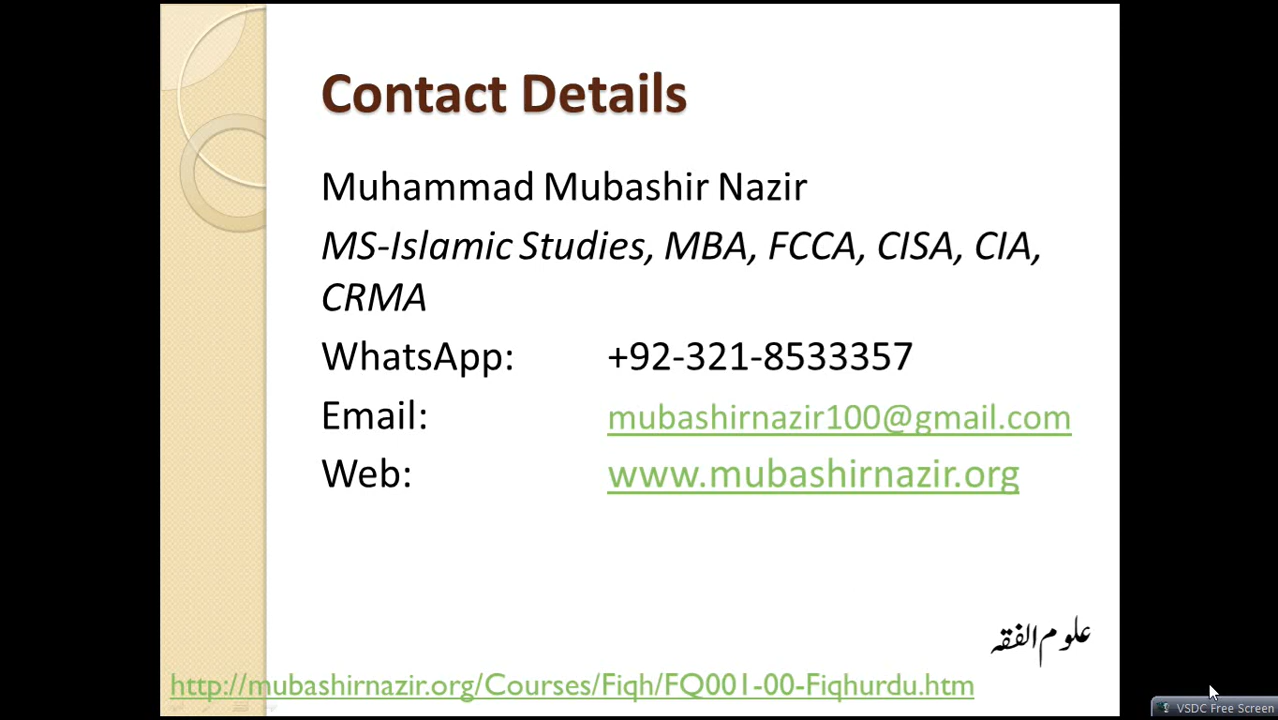 Contact Details
Muhammad Mubashir Nazir
MS-Islamic Studies, MBA, FCCA, CISA, CIA,
CRMA
WhatsApp: +92-321-8533357
Email: mubashirnazir100@gmail.com
Web: www.mubashirnazir.org
علوم الفقہ
http://mubashirnazir.org/Courses/Fiqh/FQ001-00-Fiqhurdu.htm
VSDC Free Screen